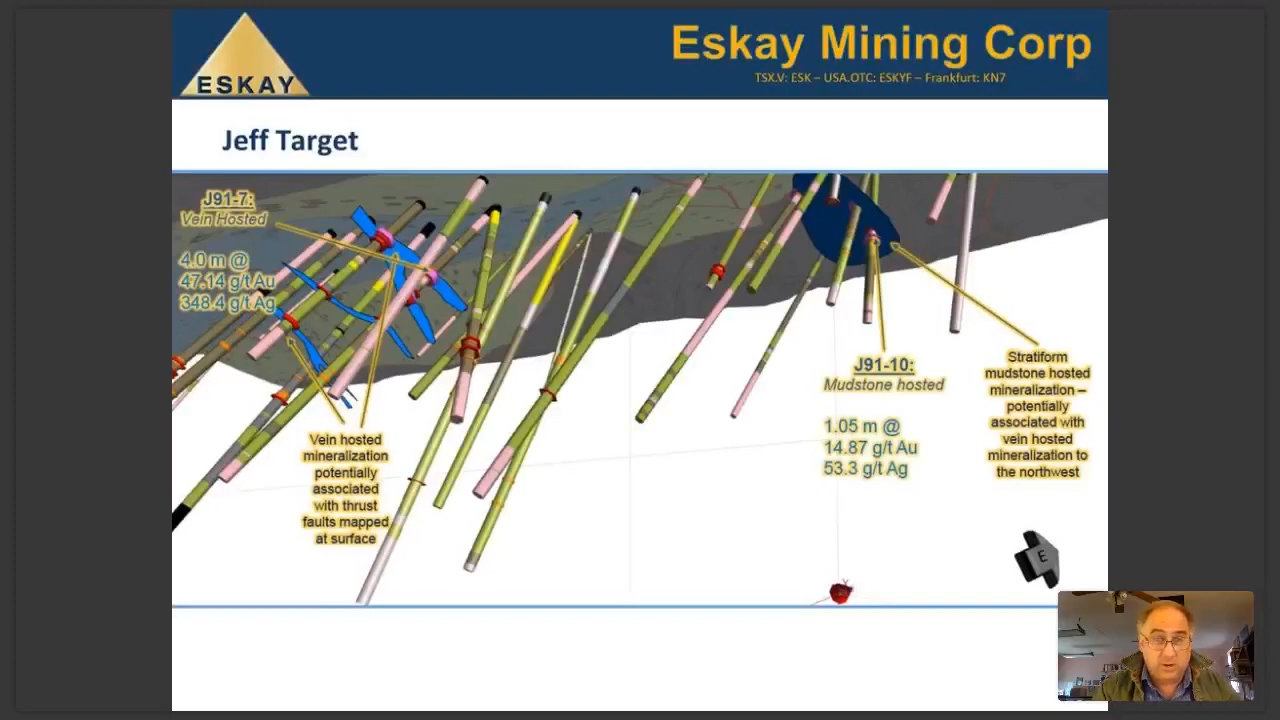 ESKAY
Eskay Mining Corp
TSX.V: ESK – USA.OTC: ESKYF – Frankfurt: KN7
Jeff Target
J91-7:
Vein Hosted
4.0 m @
47.14 g/t Au
348.4 g/t Ag
Vein hosted
mineralization
potentially
associated
with thrust
faults mapped
at surface
J91-10:
Mudstone hosted
1.05 m @
14.87 g/t Au
53.3 g/t Ag
Stratiform
mudstone hosted
mineralization –
potentially
associated with
vein hosted
mineralization to
the northwest
E